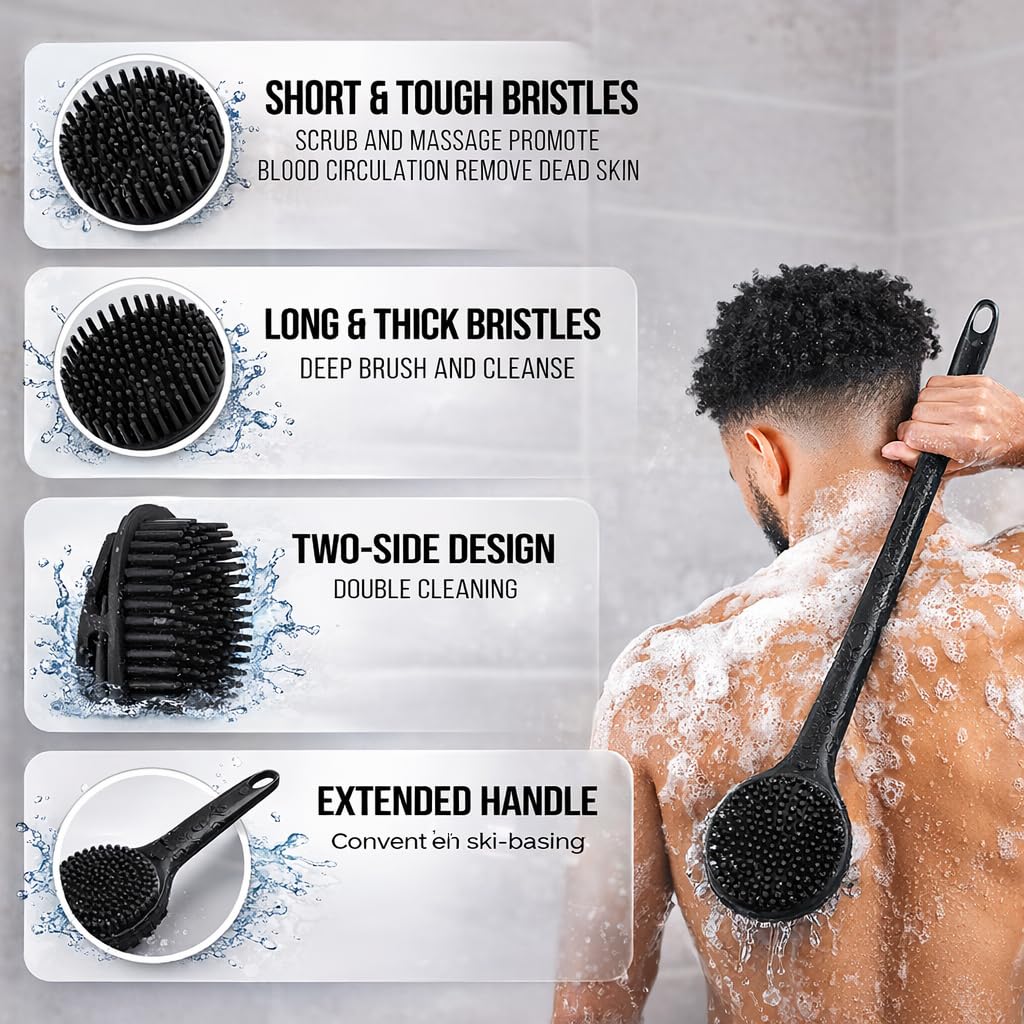 SHORT & TOUGH BRISTLES
SCRUB AND MASSAGE PROMOTE
BLOOD CIRCULATION REMOVE DEAD SKIN
LONG & THICK BRISTLES
DEEP BRUSH AND CLEANSE
TWO-SIDE DESIGN
DOUBLE CLEANING
EXTENDED HANDLE
Convent ski-basing